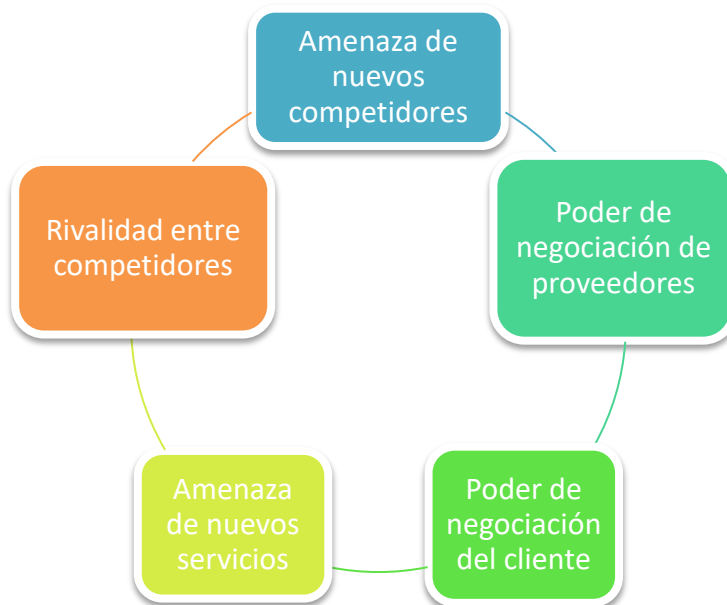 Amenaza de
nuevos
competidores
Poder de
negociación de
proveedores
Poder de
negociación
del cliente
Amenaza
de nuevos
servicios
Rivalidad entre
competidores